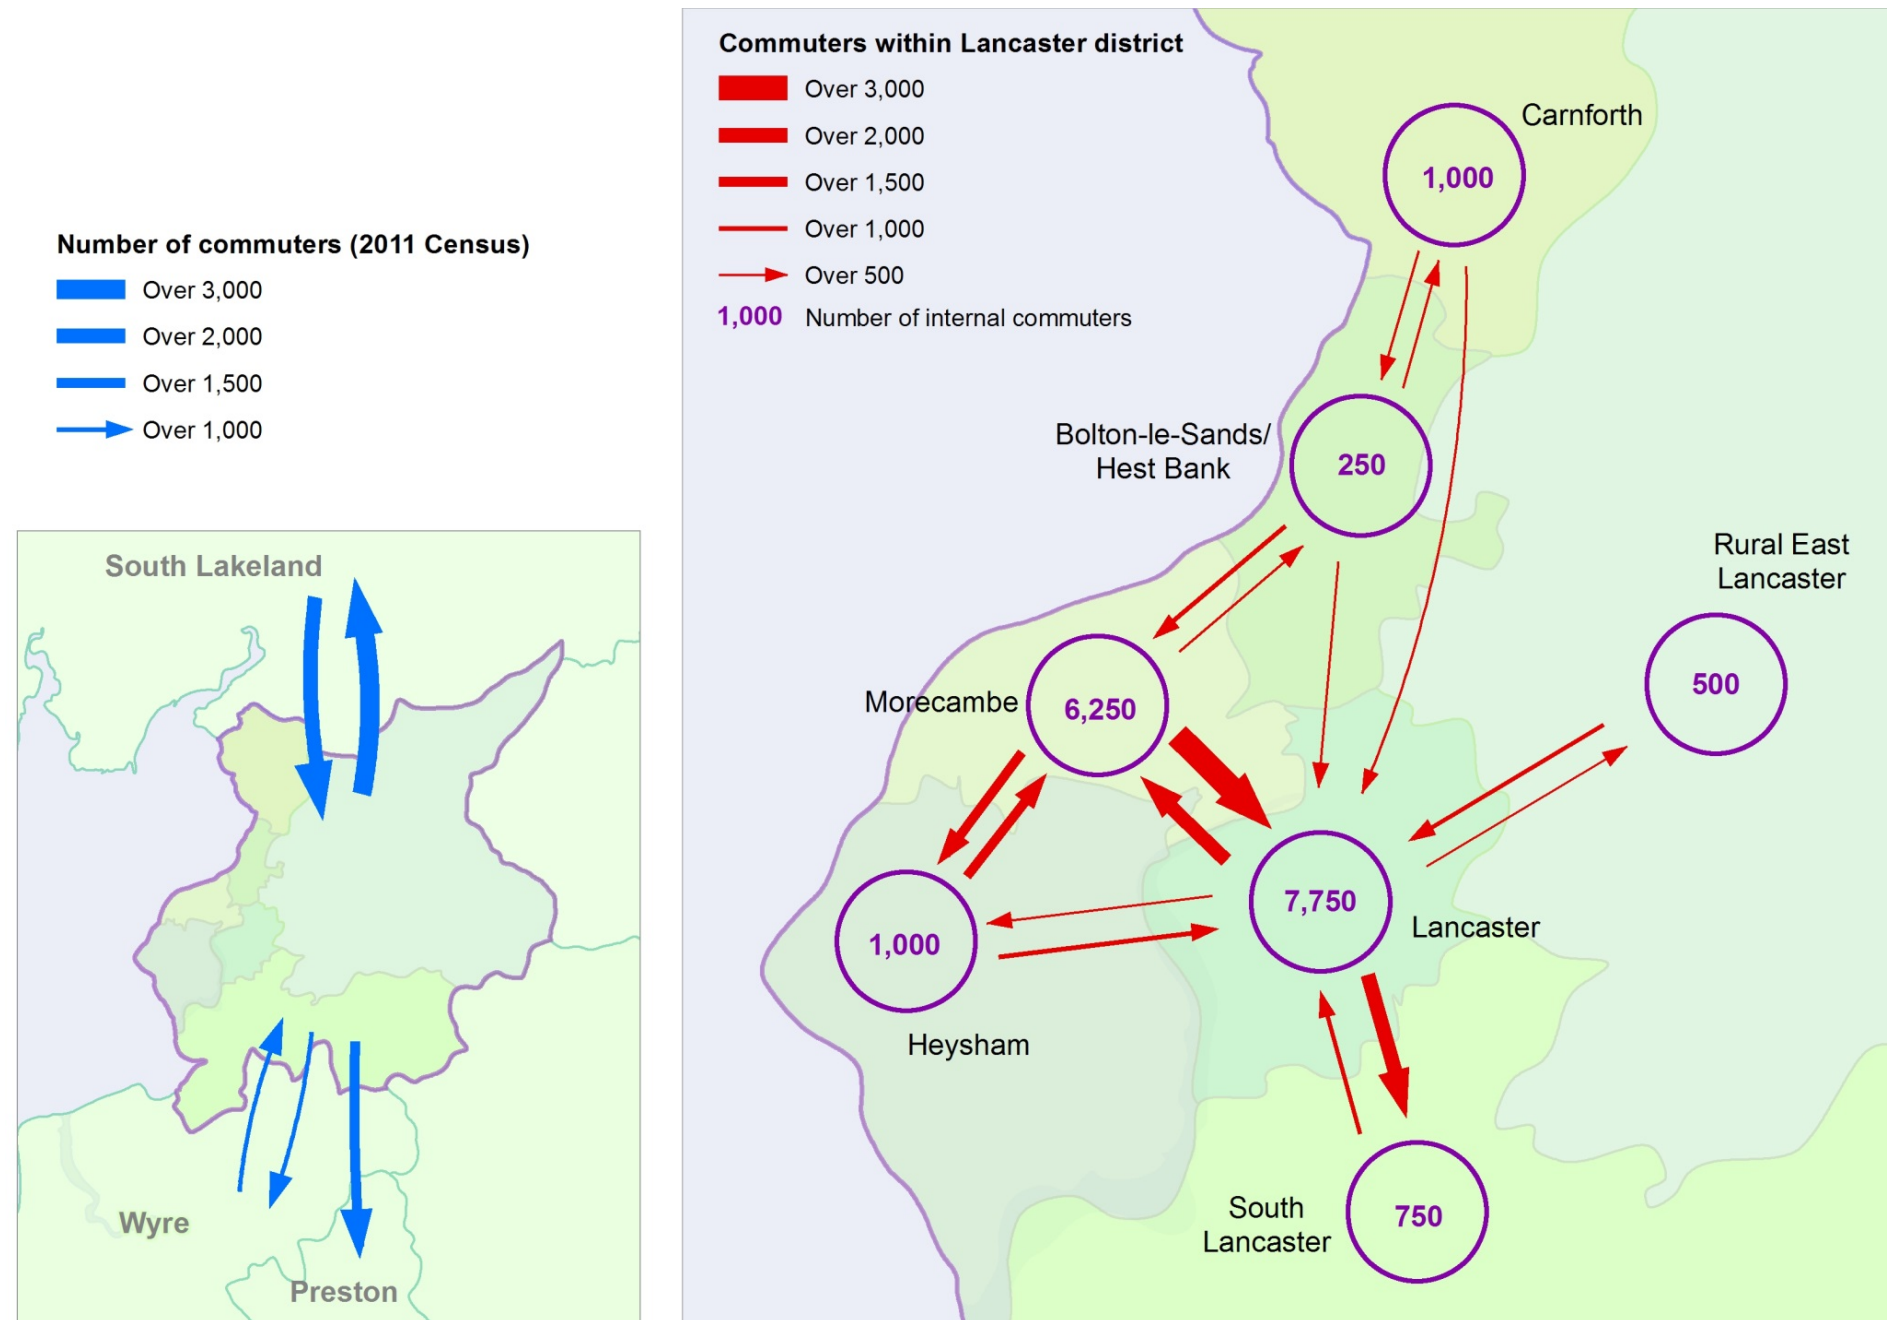 Number of commuters (2011 Census)
Over 3,000
Over 2,000
Over 1,500
Over 1,000
South Lakeland
Wyre
Preston
Commuters within Lancaster district
Over 3,000
Over 2,000
Over 1,500
Over 1,000
Over 500
1,000 Number of internal commuters
Carnforth
1,000
Bolton-le-Sands/
Hest Bank
250
Rural East
Lancaster
500
Morecambe
6,250
7,750
Lancaster
1,000
Heysham
South
Lancaster
750